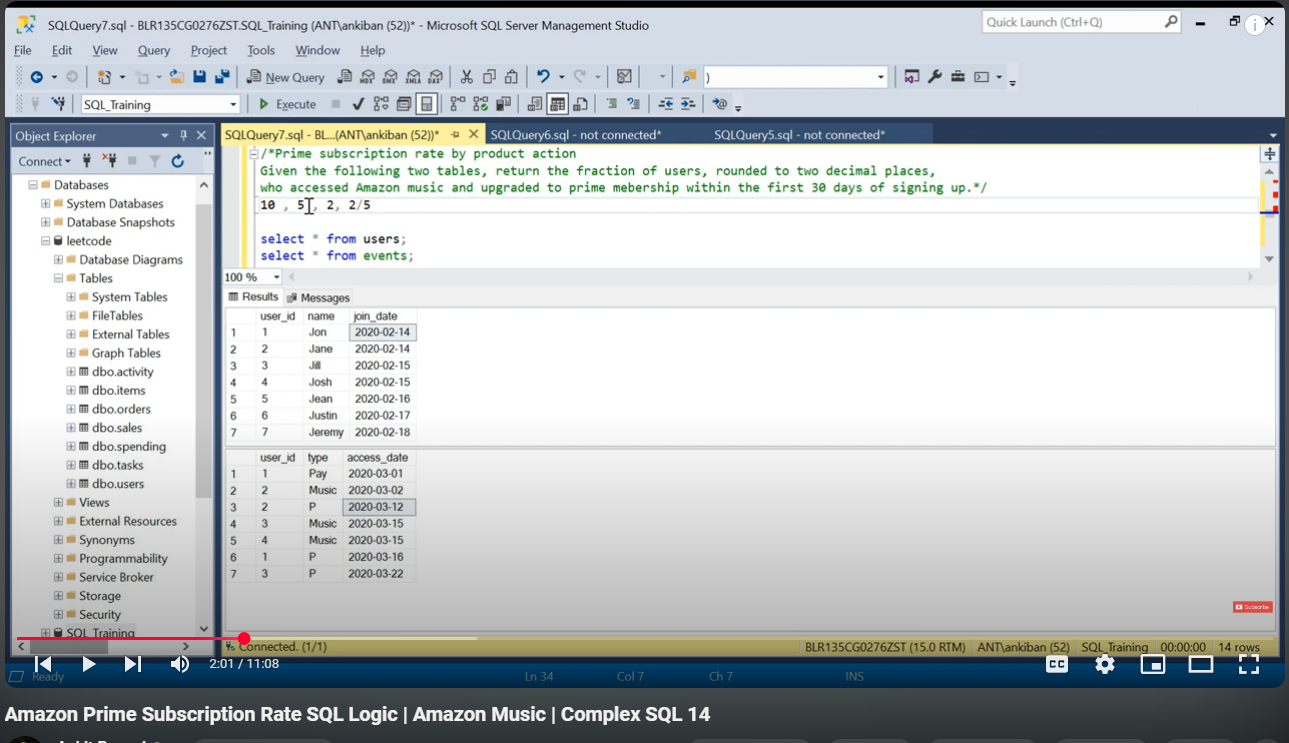 SQLQuery7.sql - BLR135CG0276ZST.SQL_Training (ANT\ankiban (52))* - Microsoft SQL Server Management Studio
Quick Launch (Ctrl+Q)
File Edit View Query Project Tools Window Help
New Query
MDX DMX XMLA DAX
)
SQL_Training
Execute
Object Explorer
SQLQuery7.sql - BL...(ANT\ankiban (52))*
SQLQuery6.sql - not connected*
SQLQuery5.sql - not connected*
Connect
Databases
System Databases
Database Snapshots
leetcode
Database Diagrams
Tables
System Tables
FileTables
External Tables
Graph Tables
dbo.activity
dbo.items
dbo.orders
dbo.sales
dbo.spending
dbo.tasks
dbo.users
Views
External Resources
Synonyms
Programmability
Service Broker
Storage
Security
SQL_Training
/*Prime subscription rate by product action
Given the following two tables, return the fraction of users, rounded to two decimal places,
who accessed Amazon music and upgraded to prime mebership within the first 30 days of signing up.*/
10 , 5 , 2, 2/5
select * from users;
select * from events;
100 %
Results Messages
user_id name join_date
1 1 Jon 2020-02-14
2 2 Jane 2020-02-14
3 3 Jill 2020-02-15
4 4 Josh 2020-02-15
5 5 Jean 2020-02-16
6 6 Justin 2020-02-17
7 7 Jeremy 2020-02-18
user_id type access_date
1 1 Pay 2020-03-01
2 2 Music 2020-03-02
3 2 P 2020-03-12
4 3 Music 2020-03-15
5 4 Music 2020-03-15
6 1 P 2020-03-16
7 3 P 2020-03-22
Subscribe
Connected. (1/1)
BLR135CG0276ZST (15.0 RTM) ANT\ankiban (52) SQL_Training 00:00:00 14 rows
2:01 / 11:08
CC
Ready
Ln 34 Col 7 Ch 7 INS
Amazon Prime Subscription Rate SQL Logic | Amazon Music | Complex SQL 14